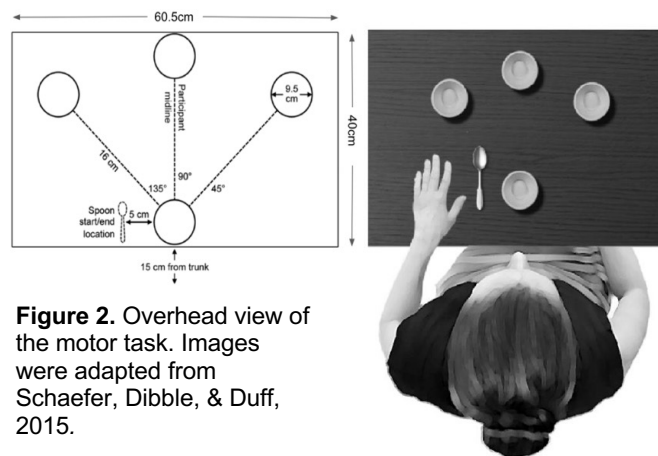 60.5cm
40cm
Participant
midline
9.5
cm
16 cm
135°
90°
45°
Spoon
start/end
location
5 cm
15 cm from trunk
Figure 2. Overhead view of
the motor task. Images
were adapted from
Schaefer, Dibble, & Duff,
2015.